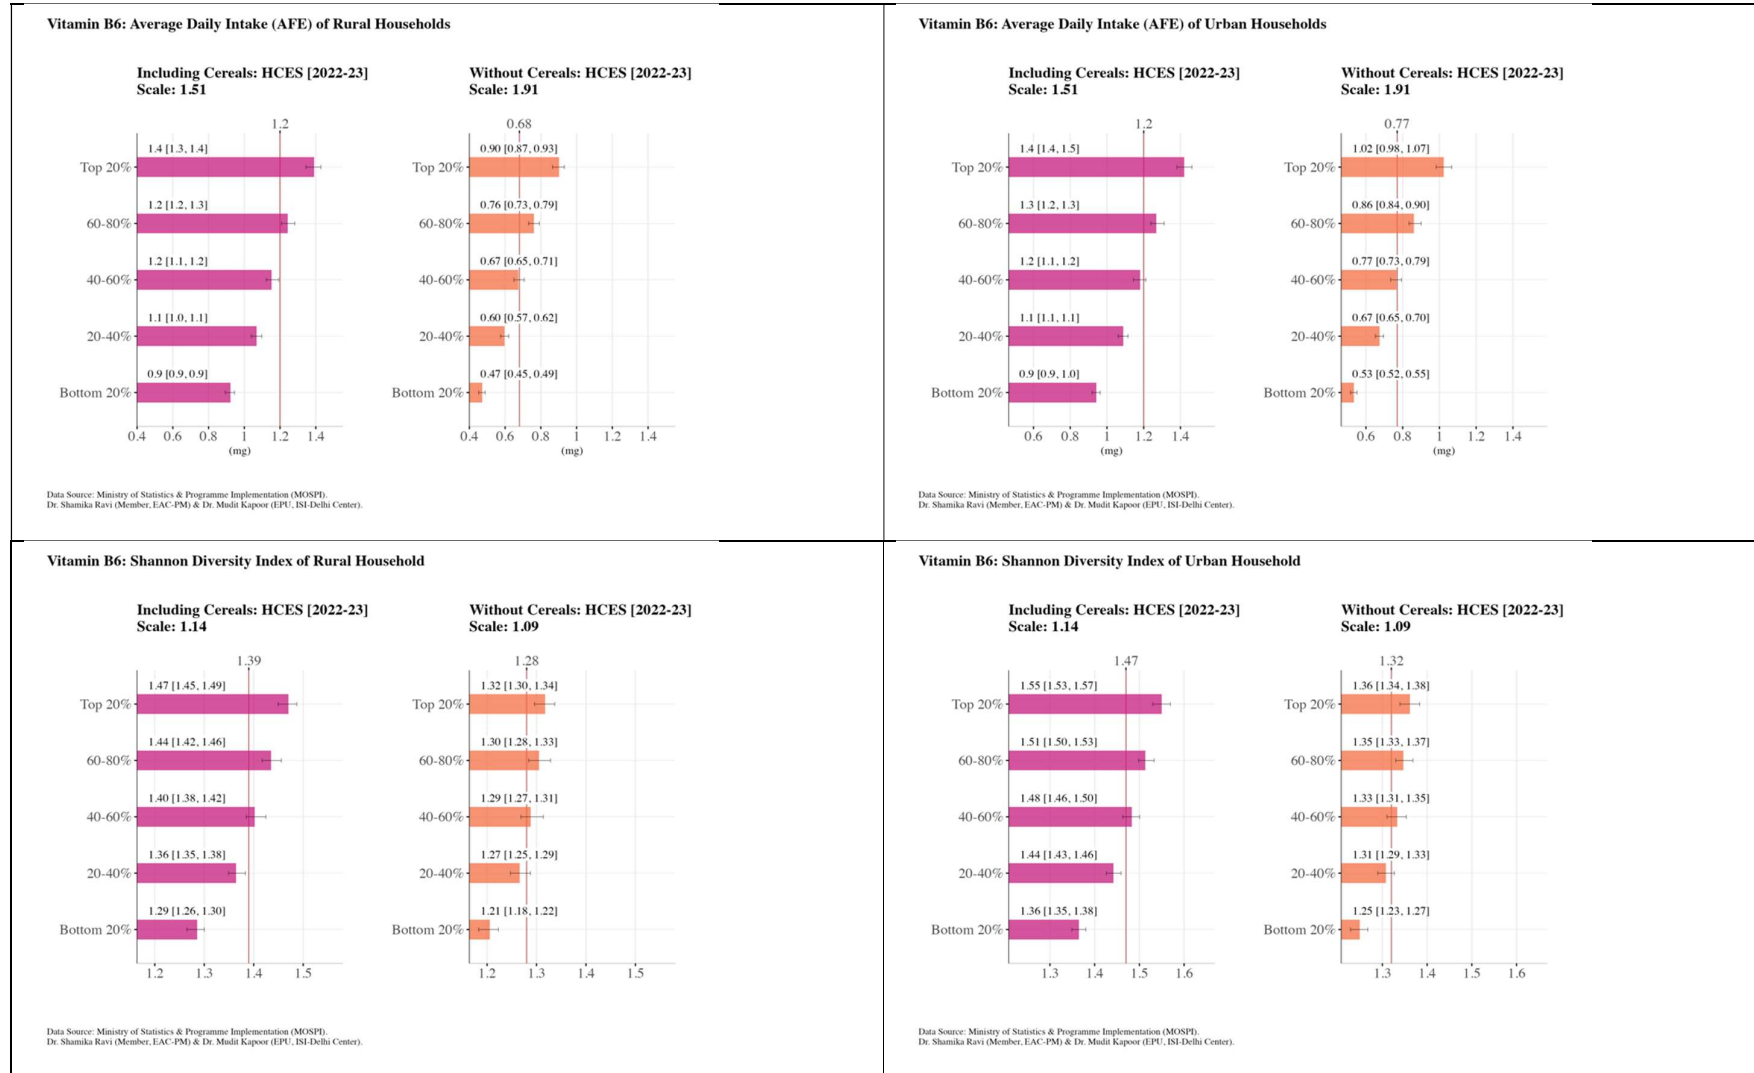 Vitamin B6: Average Daily Intake (AFE) of Rural Households
Including Cereals: HCES [2022-23]
Scale: 1.51
1.2
Top 20%
1.4 [1.3, 1.4]
60-80%
1.2 [1.2, 1.3]
40-60%
1.2 [1.1, 1.2]
20-40%
1.1 [1.0, 1.1]
Bottom 20%
0.9 [0.9, 0.9]
0.4 0.6 0.8 1 1.2 1.4
(mg)
Without Cereals: HCES [2022-23]
Scale: 1.91
0.68
Top 20%
0.90 [0.87, 0.93]
60-80%
0.76 [0.73, 0.79]
40-60%
0.67 [0.65, 0.71]
20-40%
0.60 [0.57, 0.62]
Bottom 20%
0.47 [0.45, 0.49]
0.4 0.6 0.8 1 1.2 1.4
(mg)
Data Source: Ministry of Statistics & Programme Implementation (MOSPI).
Dr. Shamika Ravi (Member, EAC-PM) & Dr. Mudit Kapoor (EPU, ISI-Delhi Center).
Vitamin B6: Average Daily Intake (AFE) of Urban Households
Including Cereals: HCES [2022-23]
Scale: 1.51
1.2
Top 20%
1.4 [1.4, 1.5]
60-80%
1.3 [1.2, 1.3]
40-60%
1.2 [1.1, 1.2]
20-40%
1.1 [1.1, 1.1]
Bottom 20%
0.9 [0.9, 1.0]
0.6 0.8 1 1.2 1.4
(mg)
Without Cereals: HCES [2022-23]
Scale: 1.91
0.77
Top 20%
1.02 [0.98, 1.07]
60-80%
0.86 [0.84, 0.90]
40-60%
0.77 [0.73, 0.79]
20-40%
0.67 [0.65, 0.70]
Bottom 20%
0.53 [0.52, 0.55]
0.6 0.8 1 1.2 1.4
(mg)
Data Source: Ministry of Statistics & Programme Implementation (MOSPI).
Dr. Shamika Ravi (Member, EAC-PM) & Dr. Mudit Kapoor (EPU, ISI-Delhi Center).
Vitamin B6: Shannon Diversity Index of Rural Household
Including Cereals: HCES [2022-23]
Scale: 1.14
1.39
Top 20%
1.47 [1.45, 1.49]
60-80%
1.44 [1.42, 1.46]
40-60%
1.40 [1.38, 1.42]
20-40%
1.36 [1.35, 1.38]
Bottom 20%
1.29 [1.26, 1.30]
1.2 1.3 1.4 1.5
Without Cereals: HCES [2022-23]
Scale: 1.09
1.28
Top 20%
1.32 [1.30, 1.34]
60-80%
1.30 [1.28, 1.33]
40-60%
1.29 [1.27, 1.31]
20-40%
1.27 [1.25, 1.29]
Bottom 20%
1.21 [1.18, 1.22]
1.2 1.3 1.4 1.5
Data Source: Ministry of Statistics & Programme Implementation (MOSPI).
Dr. Shamika Ravi (Member, EAC-PM) & Dr. Mudit Kapoor (EPU, ISI-Delhi Center).
Vitamin B6: Shannon Diversity Index of Urban Household
Including Cereals: HCES [2022-23]
Scale: 1.14
1.47
Top 20%
1.55 [1.53, 1.57]
60-80%
1.51 [1.50, 1.53]
40-60%
1.48 [1.46, 1.50]
20-40%
1.44 [1.43, 1.46]
Bottom 20%
1.36 [1.35, 1.38]
1.3 1.4 1.5 1.6
Without Cereals: HCES [2022-23]
Scale: 1.09
1.32
Top 20%
1.36 [1.34, 1.38]
60-80%
1.35 [1.33, 1.37]
40-60%
1.33 [1.31, 1.35]
20-40%
1.31 [1.29, 1.33]
Bottom 20%
1.25 [1.23, 1.27]
1.3 1.4 1.5 1.6
Data Source: Ministry of Statistics & Programme Implementation (MOSPI).
Dr. Shamika Ravi (Member, EAC-PM) & Dr. Mudit Kapoor (EPU, ISI-Delhi Center).